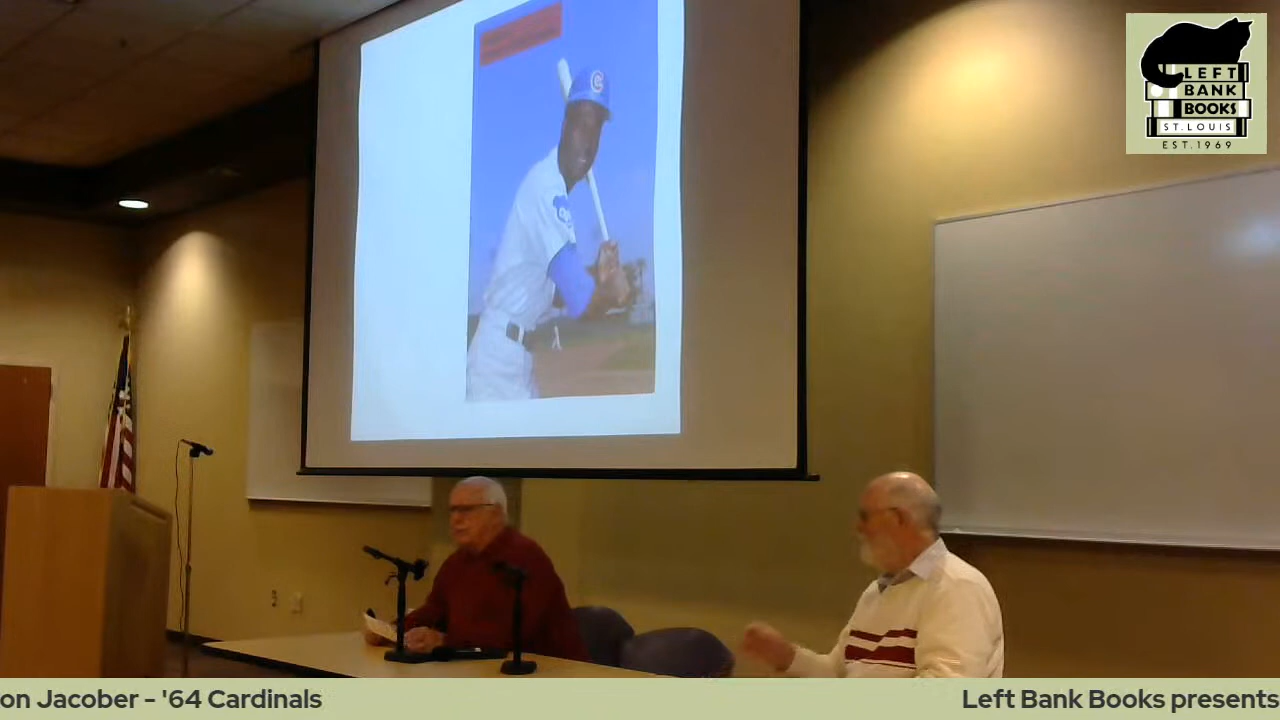 LEFT
BANK
BOOKS
ST. LOUIS
EST. 1969
C
on Jacober - '64 Cardinals
Left Bank Books presents